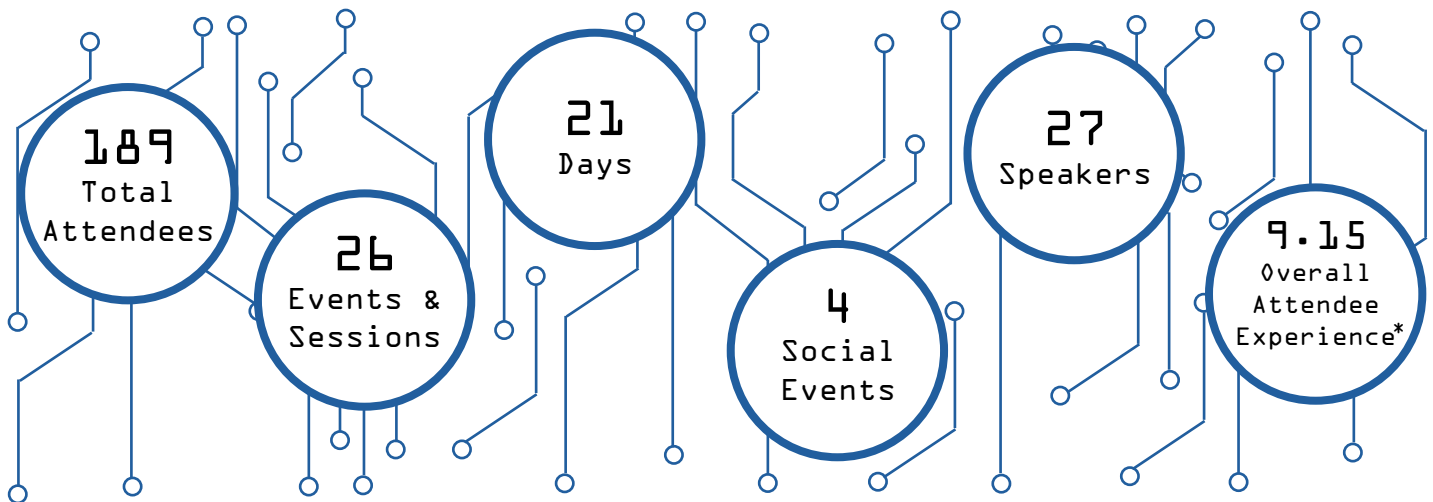 189
Total
Attendees
26
Events &
Sessions
21
Days
4
Social
Events
27
Speakers
9.15
Overall
Attendee
Experience*